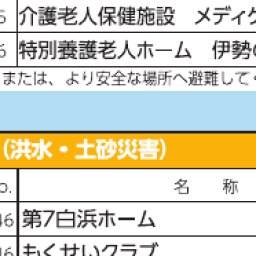 介護老人保健施設　メディケ
特別養護老人ホーム　伊勢の
または、より安全な場所へ避難して
（洪水・土砂災害）
名　称
46 第7白浜ホーム
46 もくせいクラブ